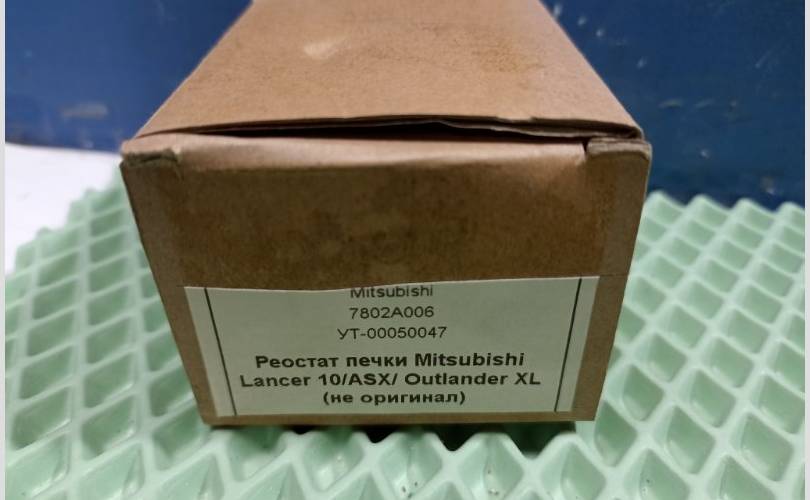 Mitsubishi
7802A006
УТ-00050047
Реостат печки Mitsubishi
Lancer 10/ASX/ Outlander XL
(не оригинал)